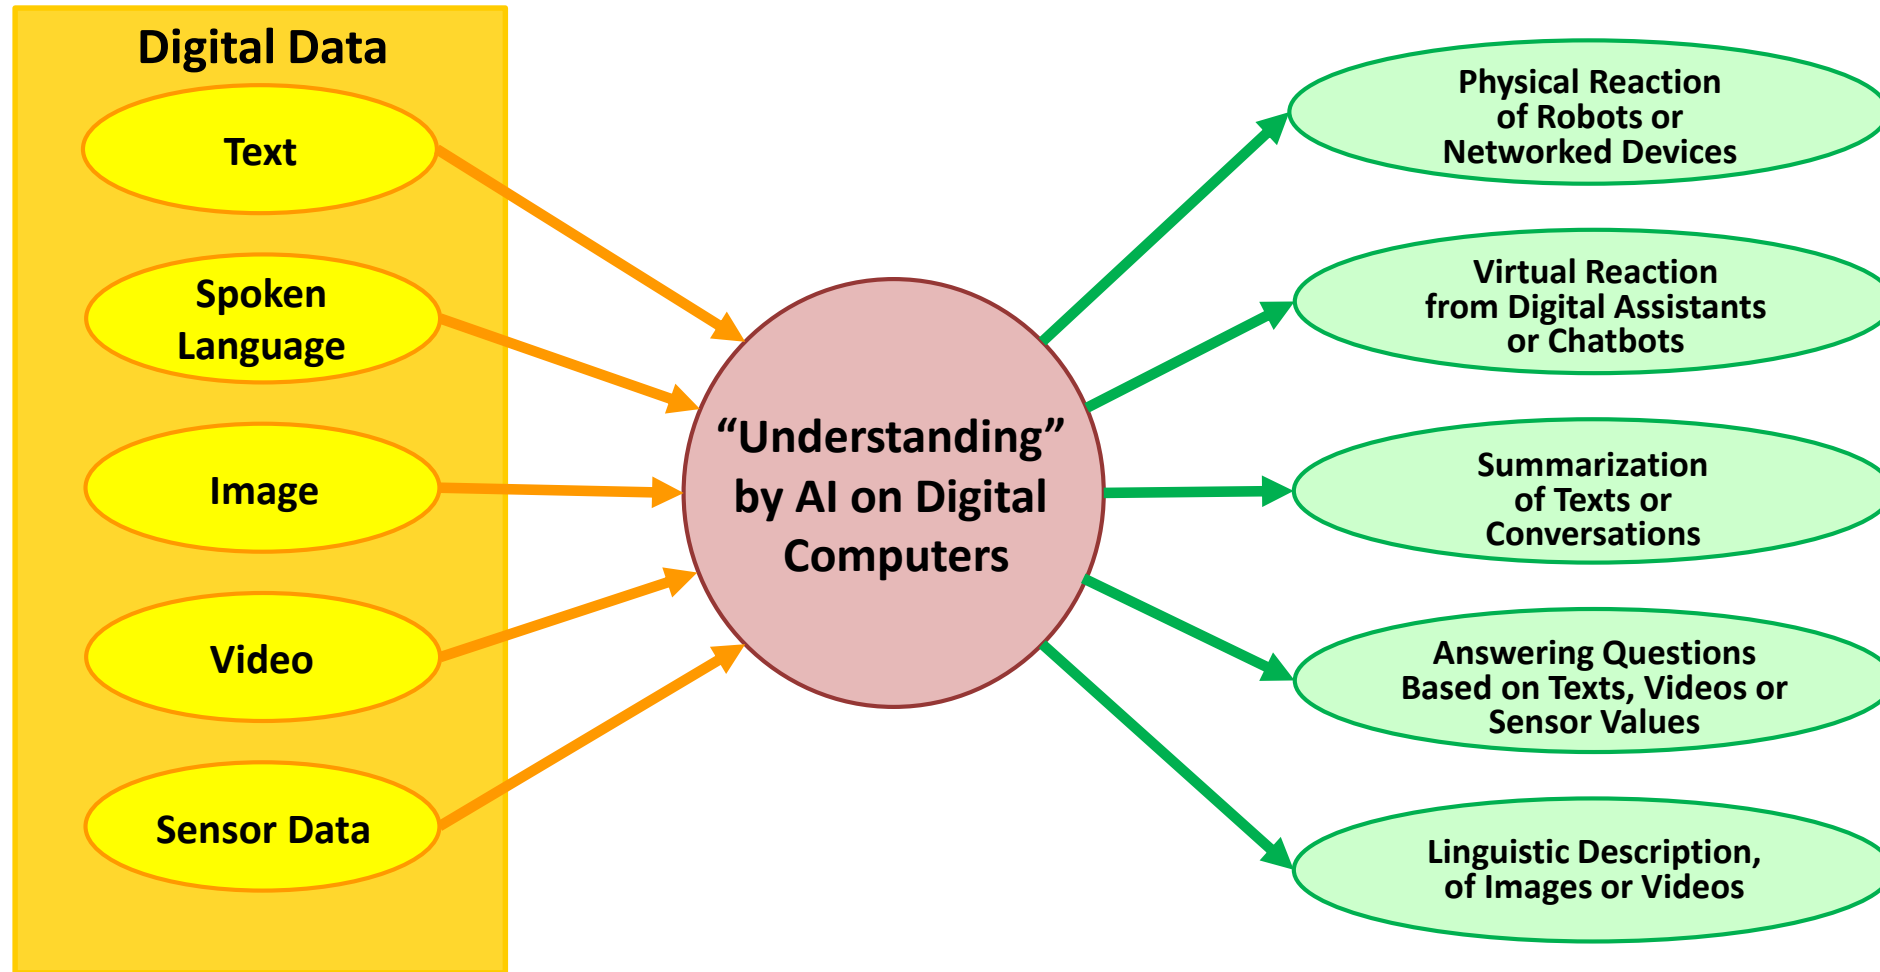 Digital Data
Text
Spoken
Language
Image
Video
Sensor Data
“Understanding”
by AI on Digital
Computers
Physical Reaction
of Robots or
Networked Devices
Virtual Reaction
from Digital Assistants
or Chatbots
Summarization
of Texts or
Conversations
Answering Questions
Based on Texts, Videos or
Sensor Values
Linguistic Description,
of Images or Videos